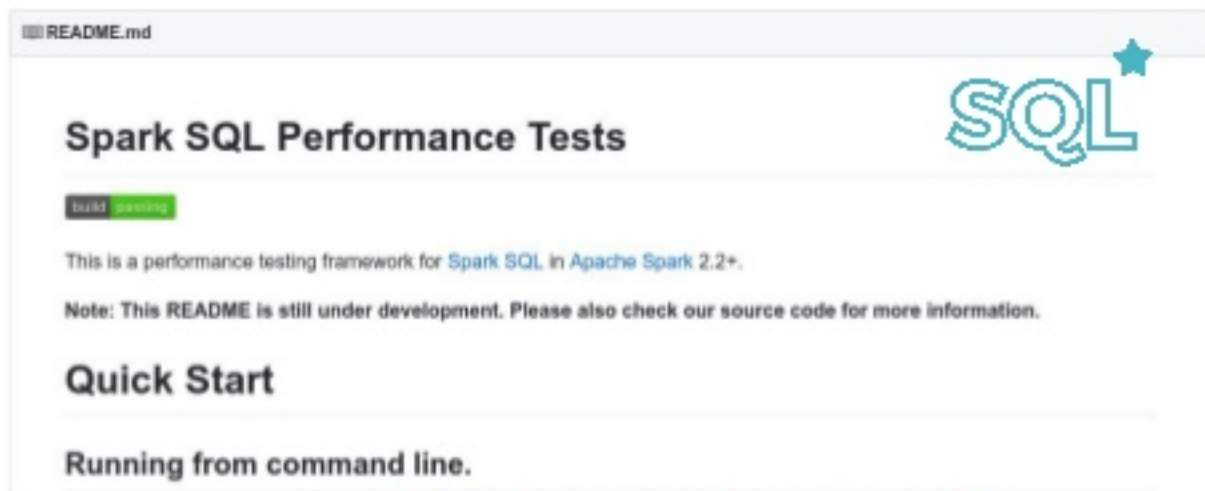 README.md
SQL
Spark SQL Performance Tests
build passing
This is a performance testing framework for Spark SQL in Apache Spark 2.2+.
Note: This README is still under development. Please also check our source code for more information.
Quick Start
Running from command line.